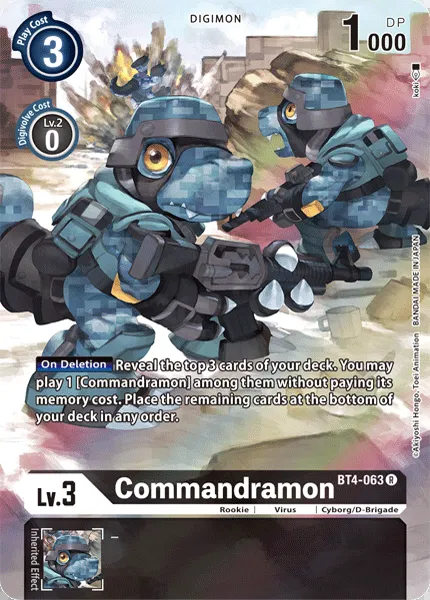 Play Cost
3
DIGIMON
DP
1000
Digivolve Cost
Lv.2
0
koki
©Akiyoshi Hongo, Toei Animation BANDAI MADE IN JAPAN
On Deletion Reveal the top 3 cards of your deck. You may
play 1 [Commandramon] among them without paying its
memory cost. Place the remaining cards at the bottom of
your deck in any order.
Lv.3
Commandramon
BT4-063 R
Rookie | Virus | Cyborg/D-Brigade
Inherited Effect
–